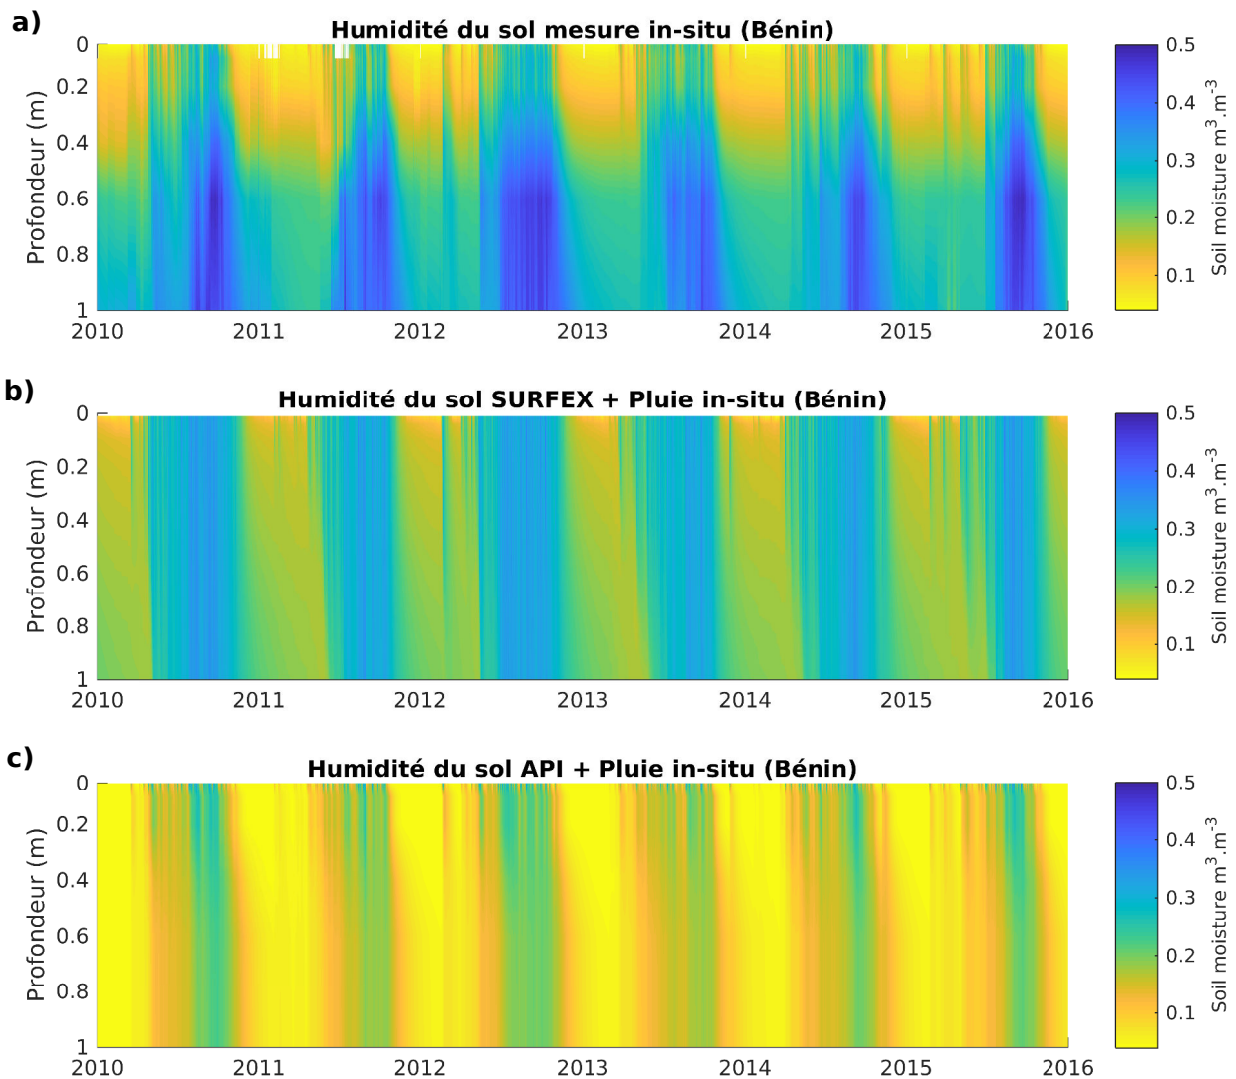 a)
Humidité du sol mesure in-situ (Bénin)
Profondeur (m)
0
0.2
0.4
0.6
0.8
1
2010 2011 2012 2013 2014 2015 2016
0.5
0.4
0.3
0.2
0.1
Soil moisture m³.m⁻³
b)
Humidité du sol SURFEX + Pluie in-situ (Bénin)
Profondeur (m)
0
0.2
0.4
0.6
0.8
1
2010 2011 2012 2013 2014 2015 2016
0.5
0.4
0.3
0.2
0.1
Soil moisture m³.m⁻³
c)
Humidité du sol API + Pluie in-situ (Bénin)
Profondeur (m)
0
0.2
0.4
0.6
0.8
1
2010 2011 2012 2013 2014 2015 2016
0.5
0.4
0.3
0.2
0.1
Soil moisture m³.m⁻³